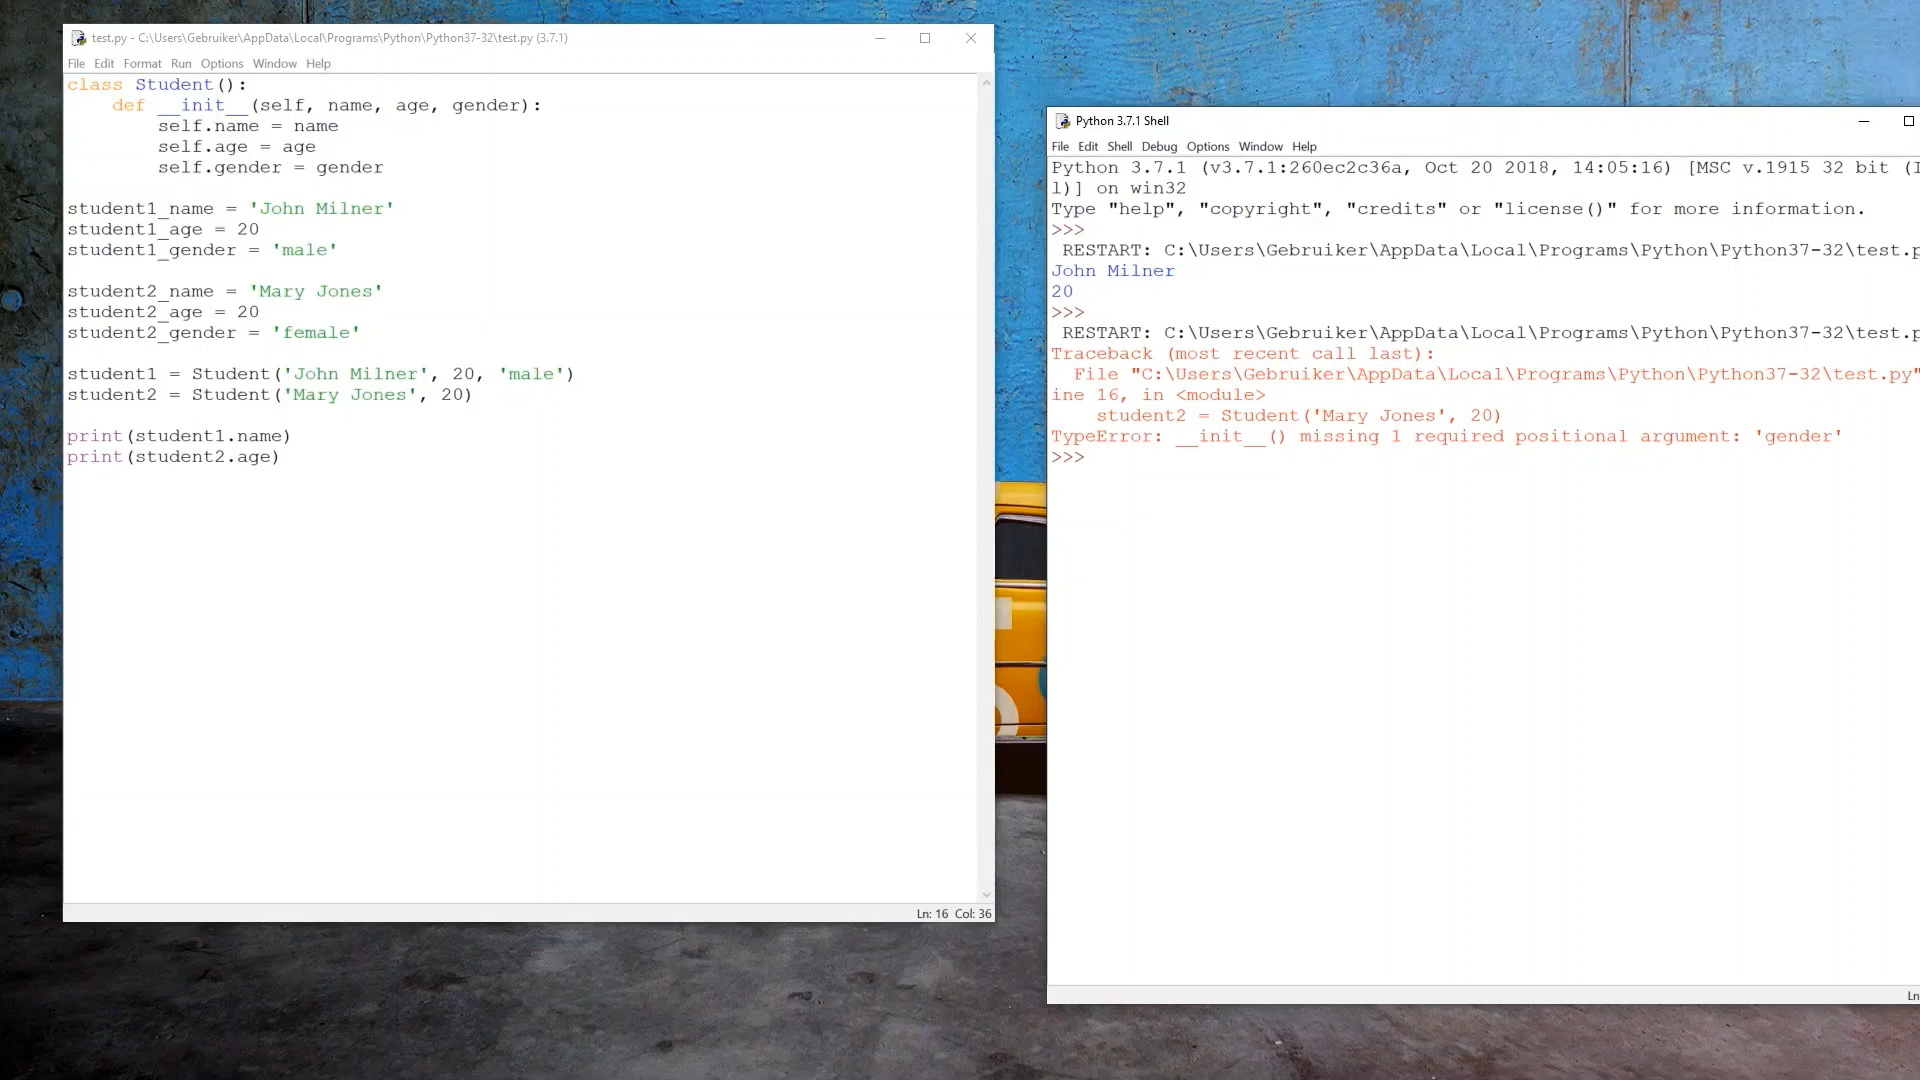 test.py - C:\Users\Gebruiker\AppData\Local\Programs\Python\Python37-32\test.py (3.7.1)
File Edit Format Run Options Window Help
class Student():
    def __init__(self, name, age, gender):
        self.name = name
        self.age = age
        self.gender = gender
student1_name = 'John Milner'
student1_age = 20
student1_gender = 'male'
student2_name = 'Mary Jones'
student2_age = 20
student2_gender = 'female'
student1 = Student('John Milner', 20, 'male')
student2 = Student('Mary Jones', 20)
print(student1.name)
print(student2.age)
Ln: 16 Col: 36
Python 3.7.1 Shell
File Edit Shell Debug Options Window Help
Python 3.7.1 (v3.7.1:260ec2c36a, Oct 20 2018, 14:05:16) [MSC v.1915 32 bit (I
l)] on win32
Type "help", "copyright", "credits" or "license()" for more information.
>>>
 RESTART: C:\Users\Gebruiker\AppData\Local\Programs\Python\Python37-32\test.p
John Milner
20
>>>
 RESTART: C:\Users\Gebruiker\AppData\Local\Programs\Python\Python37-32\test.p
Traceback (most recent call last):
  File "C:\Users\Gebruiker\AppData\Local\Programs\Python\Python37-32\test.py"
ine 16, in <module>
    student2 = Student('Mary Jones', 20)
TypeError: __init__() missing 1 required positional argument: 'gender'
>>>
Ln